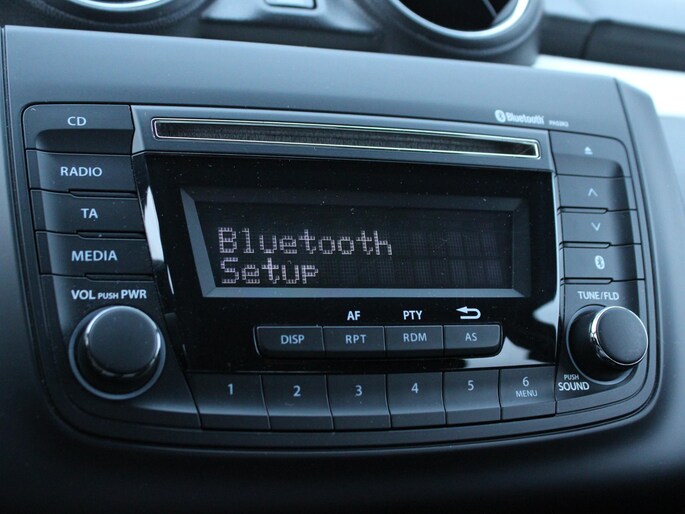 CD
Bluetooth
RADIO
TA
MEDIA
Bluetooth
Setup
VOL PUSH PWR
TUNE/FLD
AF PTY
DISP RPT RDM AS
1 2 3 4 5 6
MENU
PUSH
SOUND